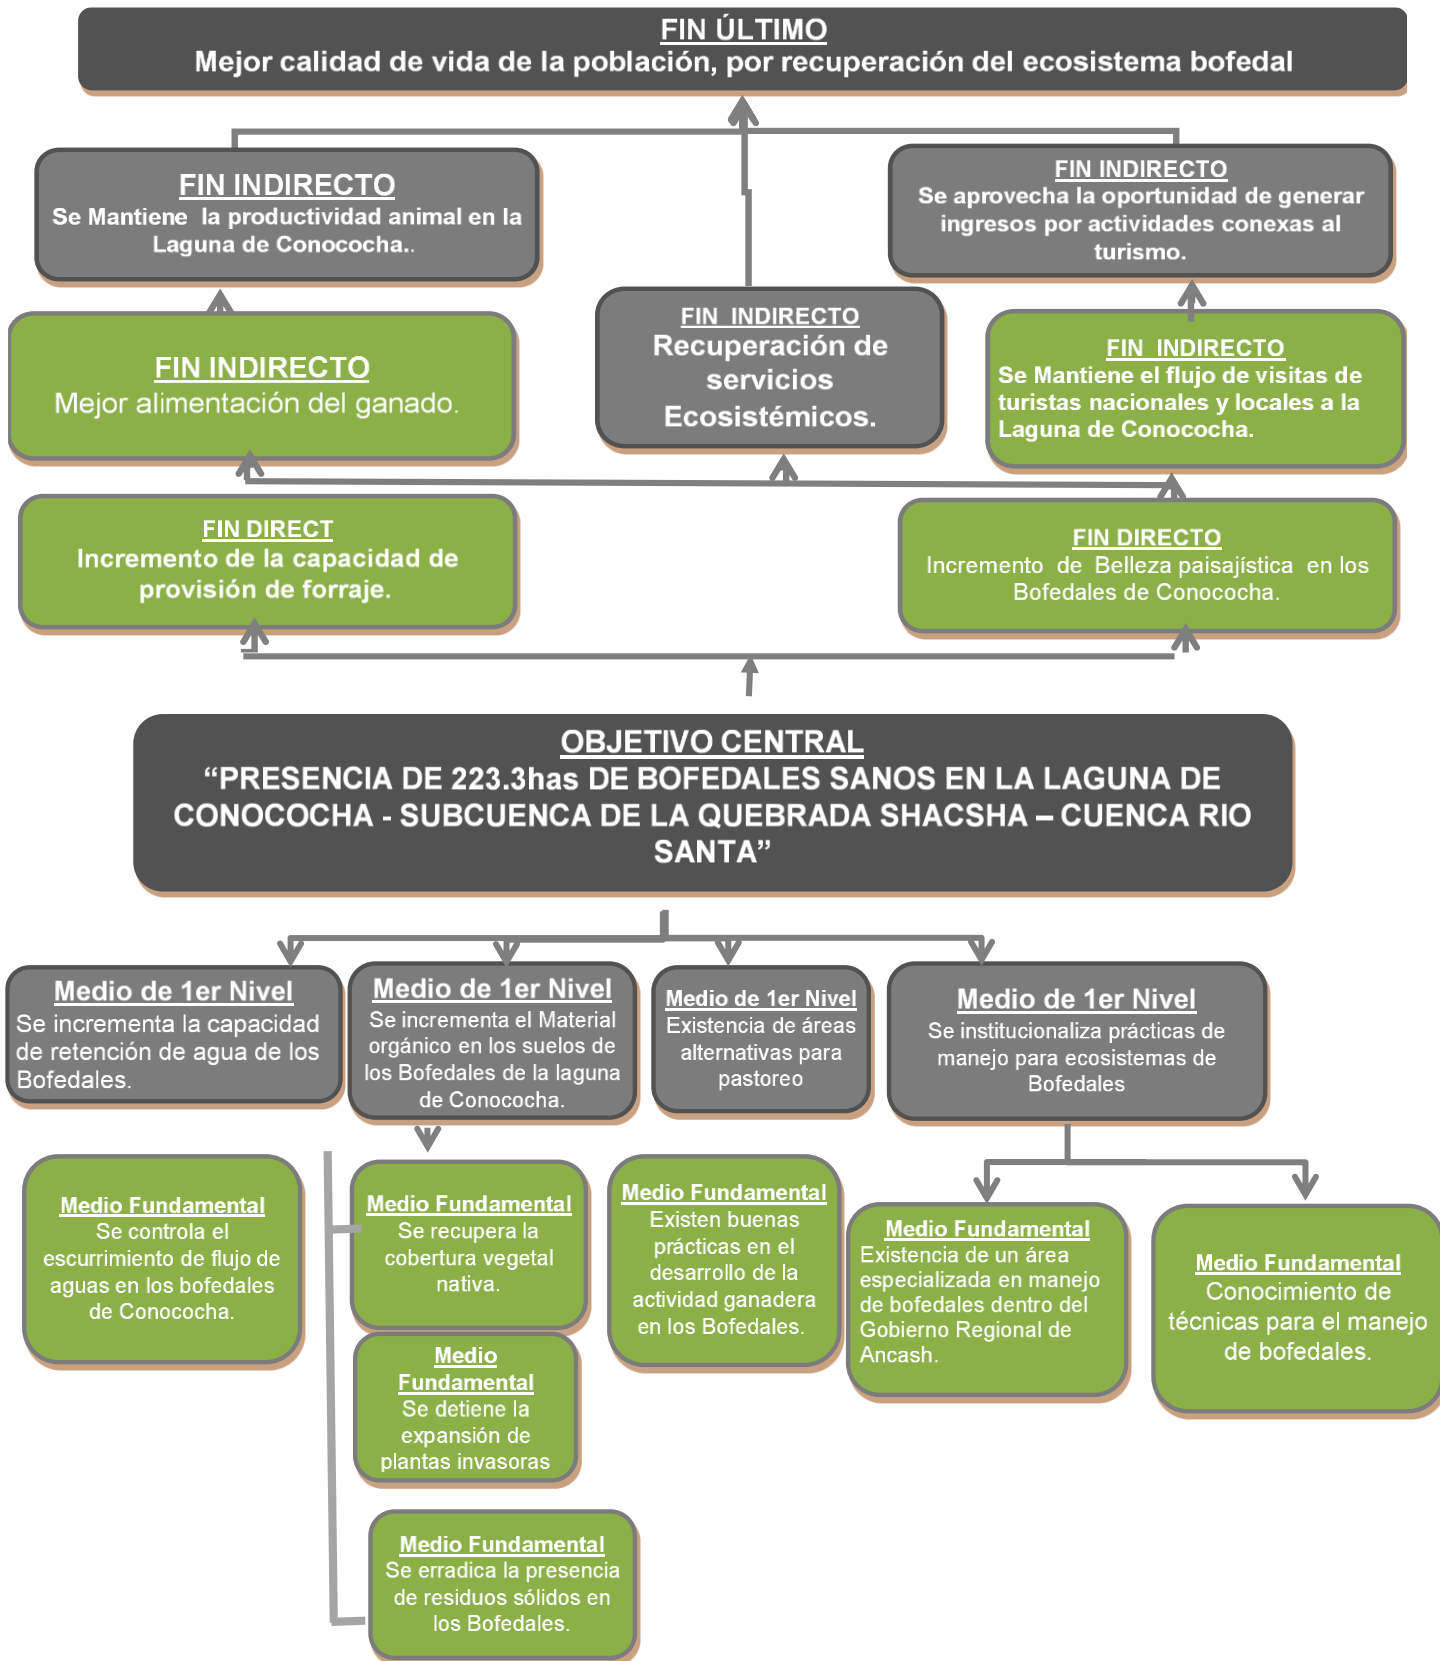 FIN ÚLTIMO
Mejor calidad de vida de la población, por recuperación del ecosistema bofedal
FIN INDIRECTO
Se Mantiene  la productividad animal en la
Laguna de Conococha..
FIN INDIRECTO
Se aprovecha la oportunidad de generar
ingresos por actividades conexas al
turismo.
FIN INDIRECTO
Mejor alimentación del ganado.
FIN  INDIRECTO
Recuperación de
servicios
Ecosistémicos.
FIN  INDIRECTO
Se Mantiene el flujo de visitas de
turistas nacionales y locales a la
Laguna de Conococha.
FIN DIRECT
Incremento de la capacidad de
provisión de forraje.
FIN DIRECTO
Incremento  de  Belleza paisajística  en los
Bofedales de Conococha.
OBJETIVO CENTRAL
“PRESENCIA DE 223.3has DE BOFEDALES SANOS EN LA LAGUNA DE
CONOCOCHA - SUBCUENCA DE LA QUEBRADA SHACSHA – CUENCA RIO
SANTA”
Medio de 1er Nivel
Se incrementa la capacidad
de retención de agua de los
Bofedales.
Medio de 1er Nivel
Se incrementa el Material
orgánico en los suelos de
los Bofedales de la laguna
de Conococha.
Medio de 1er Nivel
Existencia de áreas
alternativas para
pastoreo
Medio de 1er Nivel
Se institucionaliza prácticas de
manejo para ecosistemas de
Bofedales
Medio Fundamental
Se controla el
escurrimiento de flujo de
aguas en los bofedales
de Conococha.
Medio Fundamental
Se recupera la
cobertura vegetal
nativa.
Medio Fundamental
Existen buenas
prácticas en el
desarrollo de la
actividad ganadera
en los Bofedales.
Medio Fundamental
Existencia de un área
especializada en manejo
de bofedales dentro del
Gobierno Regional de
Ancash.
Medio Fundamental
Conocimiento de
técnicas para el manejo
de bofedales.
Medio
Fundamental
Se detiene la
expansión de
plantas invasoras
Medio Fundamental
Se erradica la presencia
de residuos sólidos en
los Bofedales.